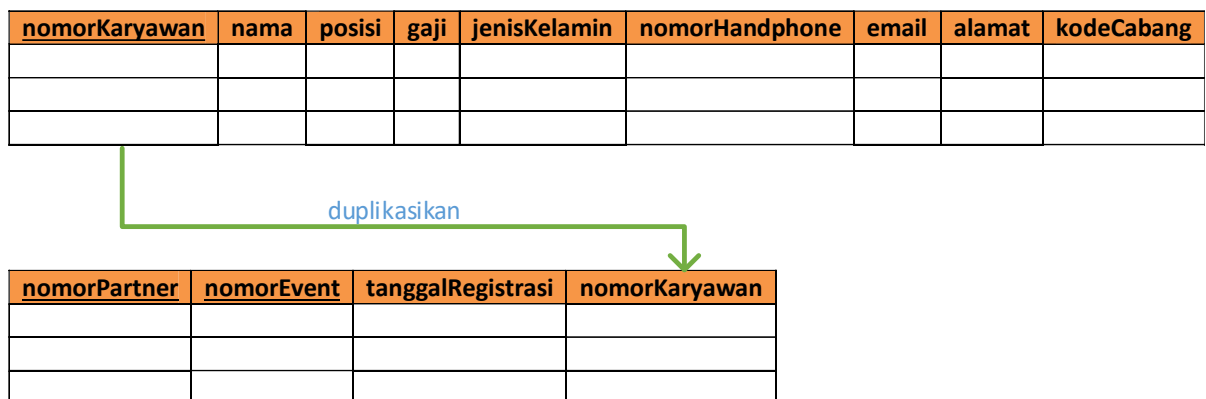 nomorKaryawan nama posisi gaji jenisKelamin nomorHandphone email alamat kodeCabang
duplikasikan
nomorPartner nomorEvent tanggalRegistrasi nomorKaryawan